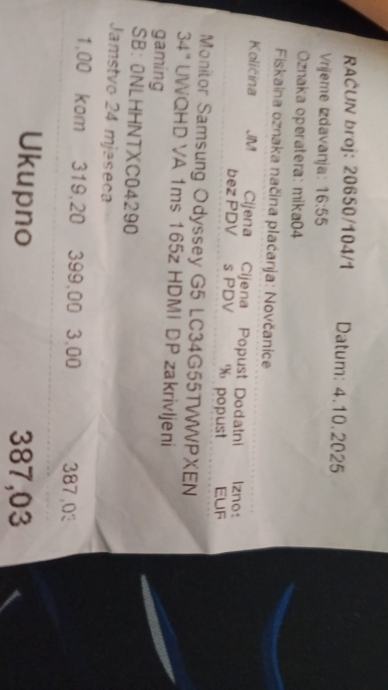 RAČUN broj: 20650/104/1 Datum: 4.10.2025
Vrijeme izdavanja: 16:55
Oznaka operatera: mika04
Fiskalna oznaka načina plaćanja: Novčanice
Količina JM Cijena Cijena Popust Dodatni Iznos
bez PDV s PDV % popust EUR
Monitor Samsung Odyssey G5 LC34G55TWWPXEN
34" UWQHD VA 1ms 165z HDMI DP zakrivljeni
gaming
SB: 0NLHHNTXC04290
Jamstvo 24 mjeseca
1,00 kom 319,20 399,00 3,00 387,03
Ukupno 387,03